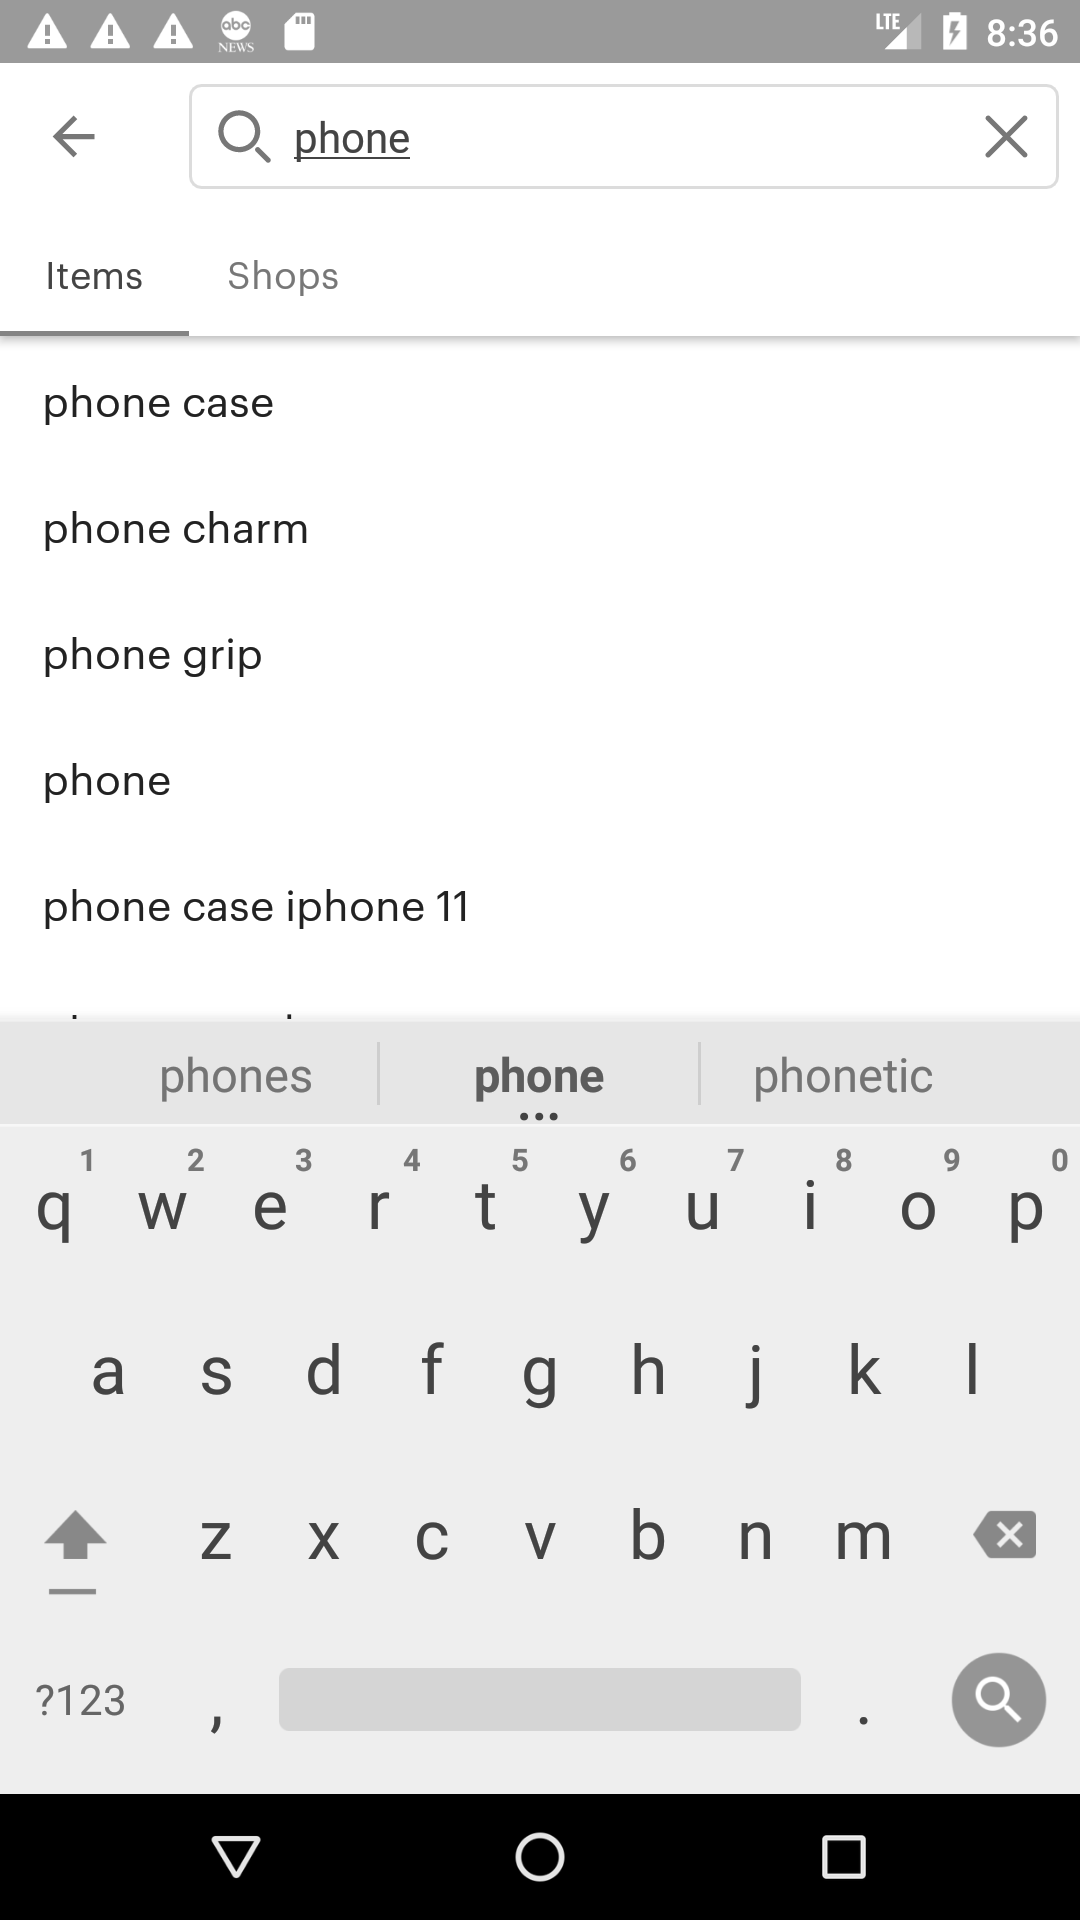 abc NEWS LTE 8:36
phone
Items Shops
phone case
phone charm
phone grip
phone
phone case iphone 11
phones phone phonetic
1 2 3 4 5 6 7 8 9 0
q w e r t y u i o p
a s d f g h j k l
z x c v b n m
?123 , .